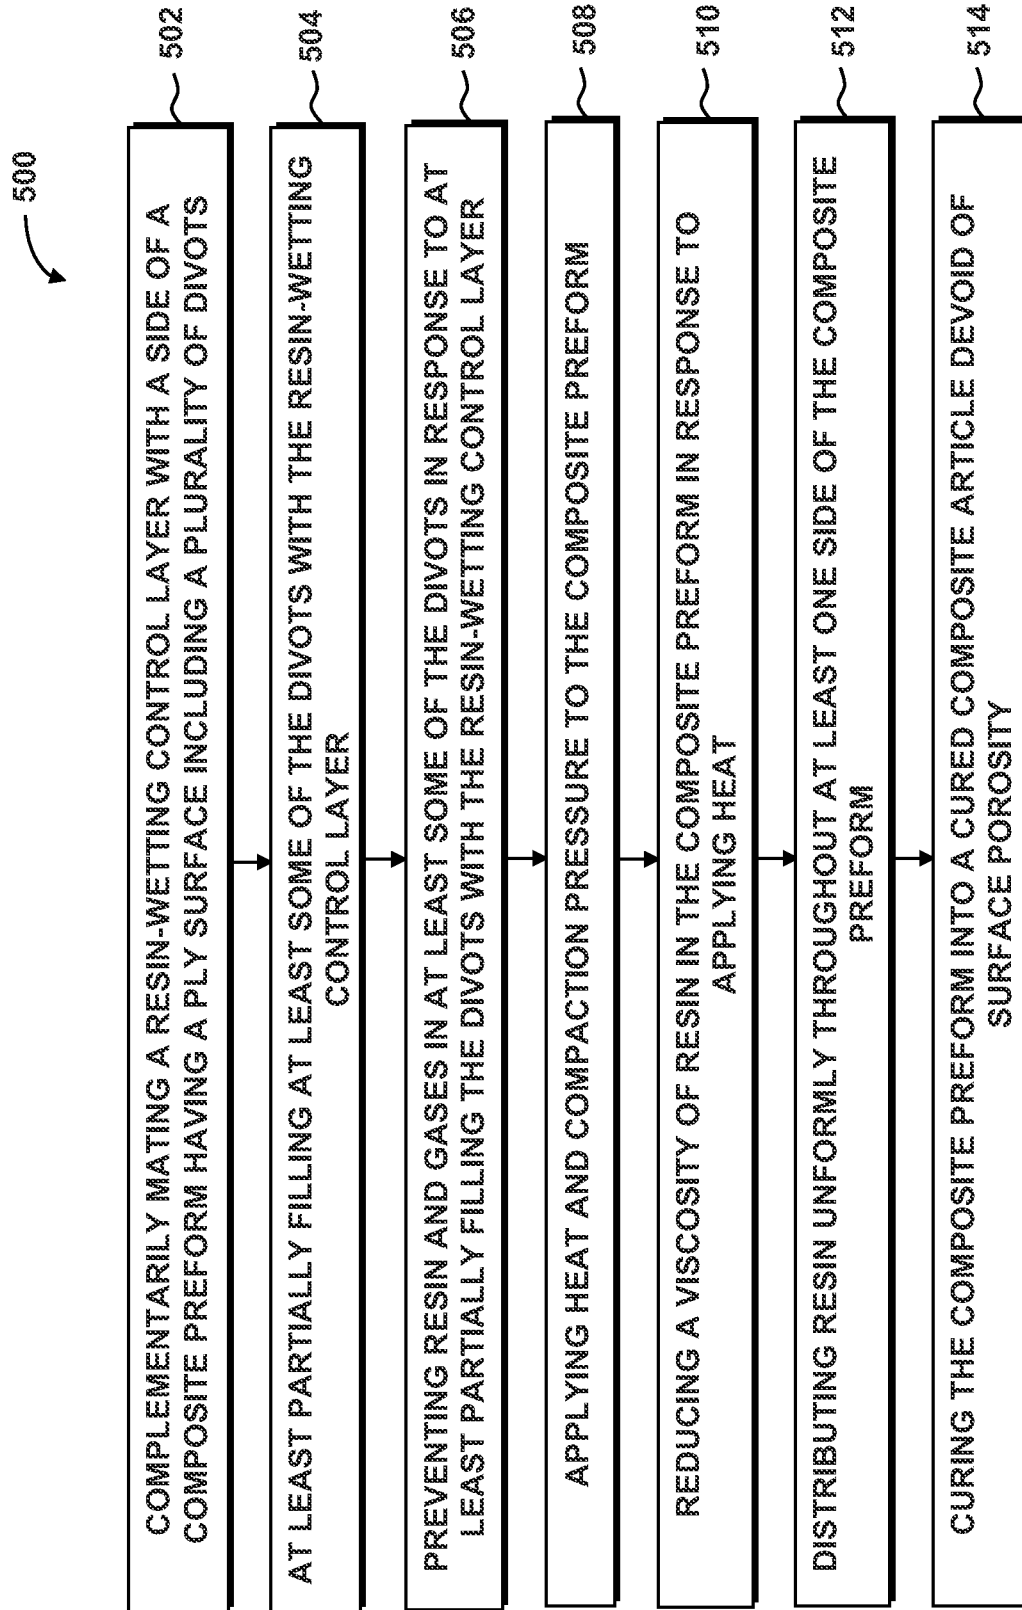 500
COMPLEMENTARILY MATING A RESIN-WETTING CONTROL LAYER WITH A SIDE OF A
COMPOSITE PREFORM HAVING A PLY SURFACE INCLUDING A PLURALITY OF DIVOTS
502
AT LEAST PARTIALLY FILLING AT LEAST SOME OF THE DIVOTS WITH THE RESIN-WETTING
CONTROL LAYER
504
PREVENTING RESIN AND GASES IN AT LEAST SOME OF THE DIVOTS IN RESPONSE TO AT
LEAST PARTIALLY FILLING THE DIVOTS WITH THE RESIN-WETTING CONTROL LAYER
506
APPLYING HEAT AND COMPACTION PRESSURE TO THE COMPOSITE PREFORM
508
REDUCING A VISCOSITY OF RESIN IN THE COMPOSITE PREFORM IN RESPONSE TO
APPLYING HEAT
510
DISTRIBUTING RESIN UNFORMLY THROUGHOUT AT LEAST ONE SIDE OF THE COMPOSITE
PREFORM
512
CURING THE COMPOSITE PREFORM INTO A CURED COMPOSITE ARTICLE DEVOID OF
SURFACE POROSITY
514